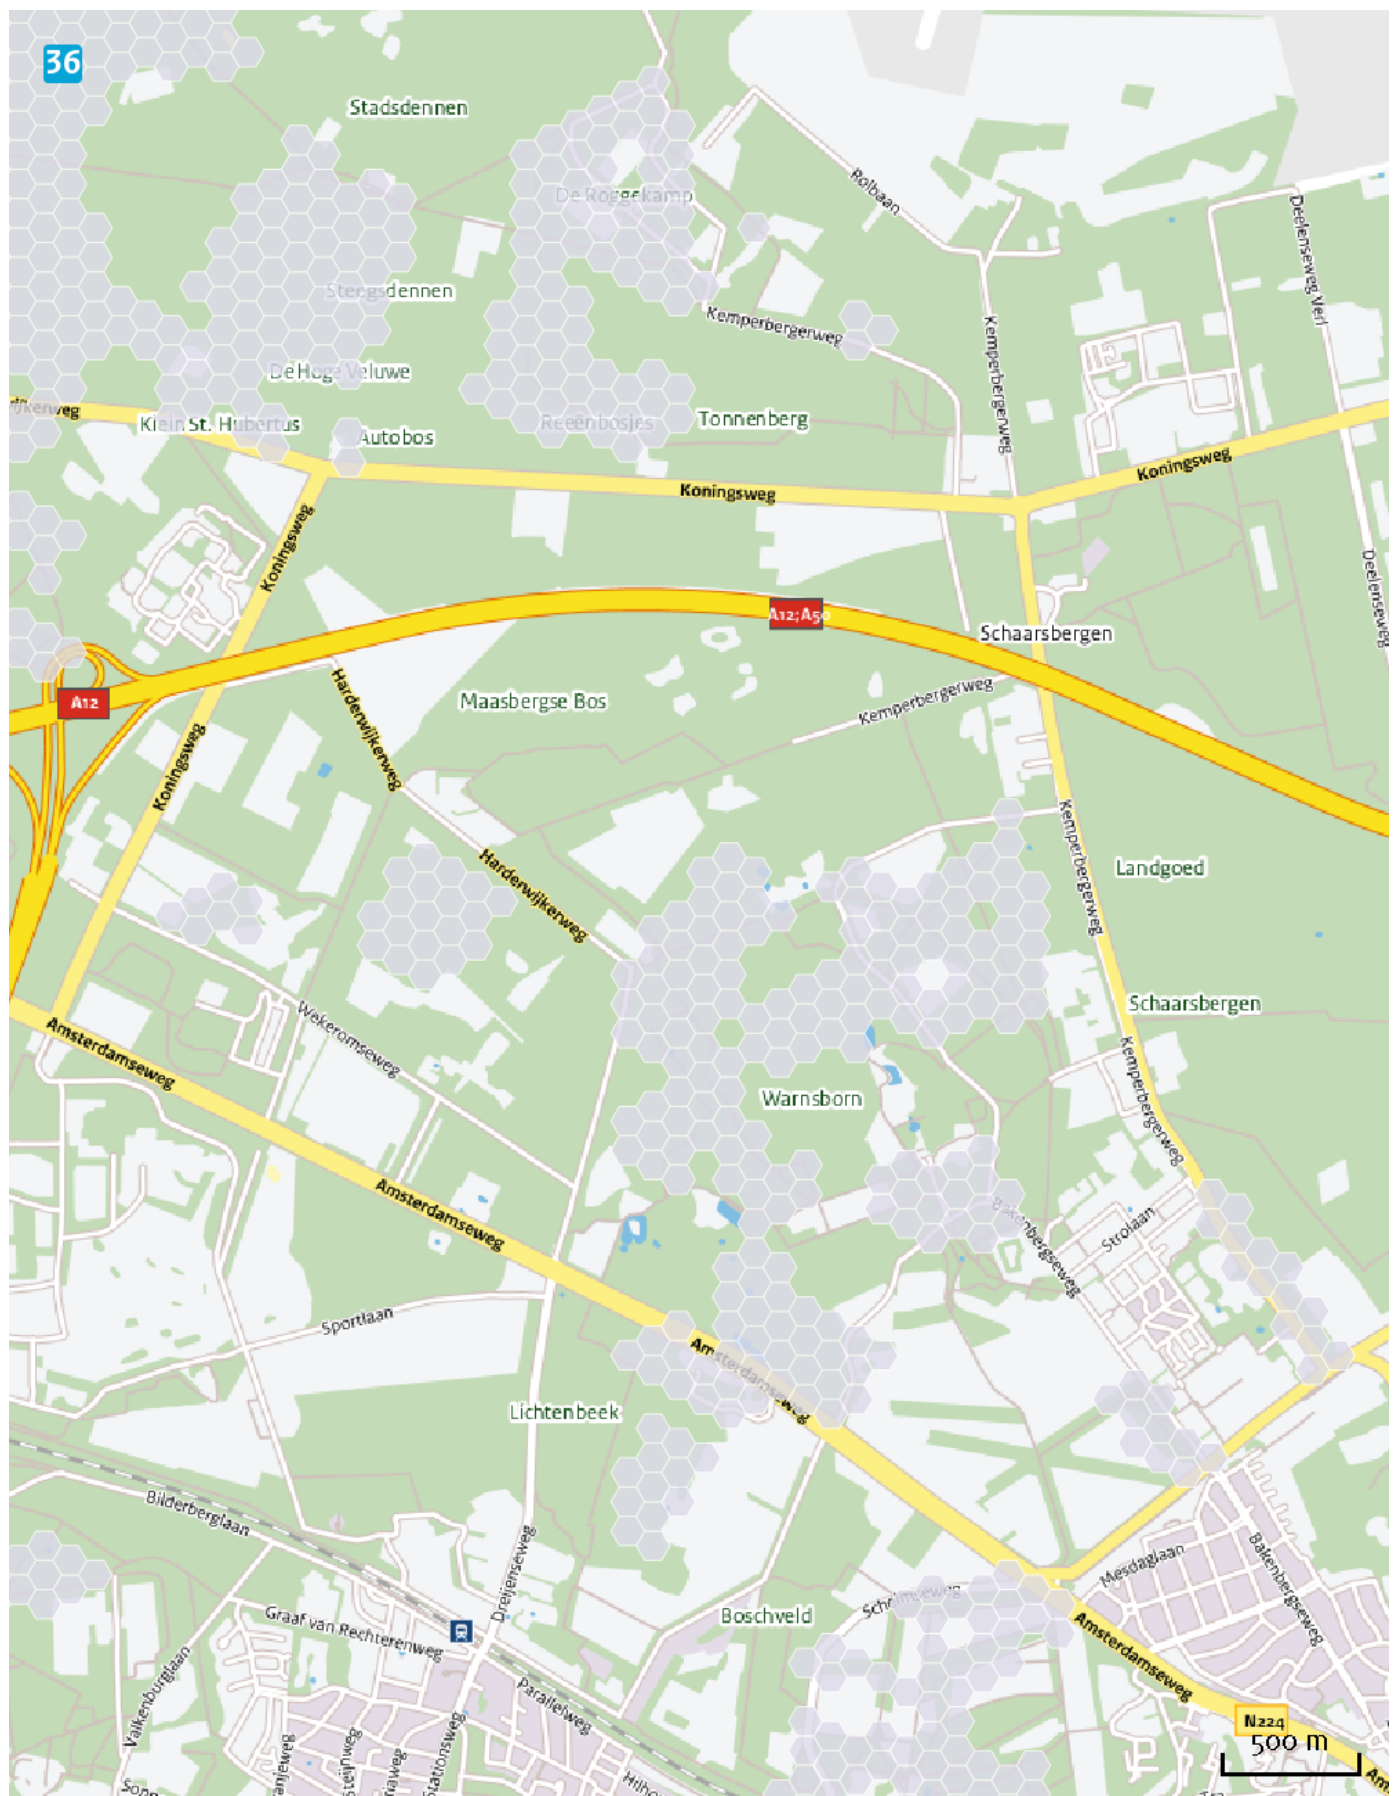 36
Stadsdennen
De Roggekamp
Rolbaan
Deelenseweg Verl
Steegsdennen
Kemperbergerweg
Kemperbergerweg
De Hoge Veluwe
Klein St. Hubertus
Autobos
Reeënbosjes
Tonnenberg
Koningsweg
Koningsweg
Koningsweg
Deelenseweg
A12;A50
Schaarsbergen
A12
Harderwijkerweg
Maasbergse Bos
Kemperbergerweg
Koningsweg
Kemperbergerweg
Landgoed
Harderwijkerweg
Schaarsbergen
Wekeromseweg
Amsterdamseweg
Kemperbergerweg
Warnsborn
Amsterdamseweg
Bakenbergseweg
Strolaan
Sportlaan
Amsterdamseweg
Lichtenbeek
Bilderberglaan
Dreijenseweg
Mesdaglaan
Bakenbergseweg
Schelmseweg
Graaf van Rechterenweg
Boschveld
Amsterdamseweg
Valkenburglaan
Parallelweg
Stationsweg
N224
500 m